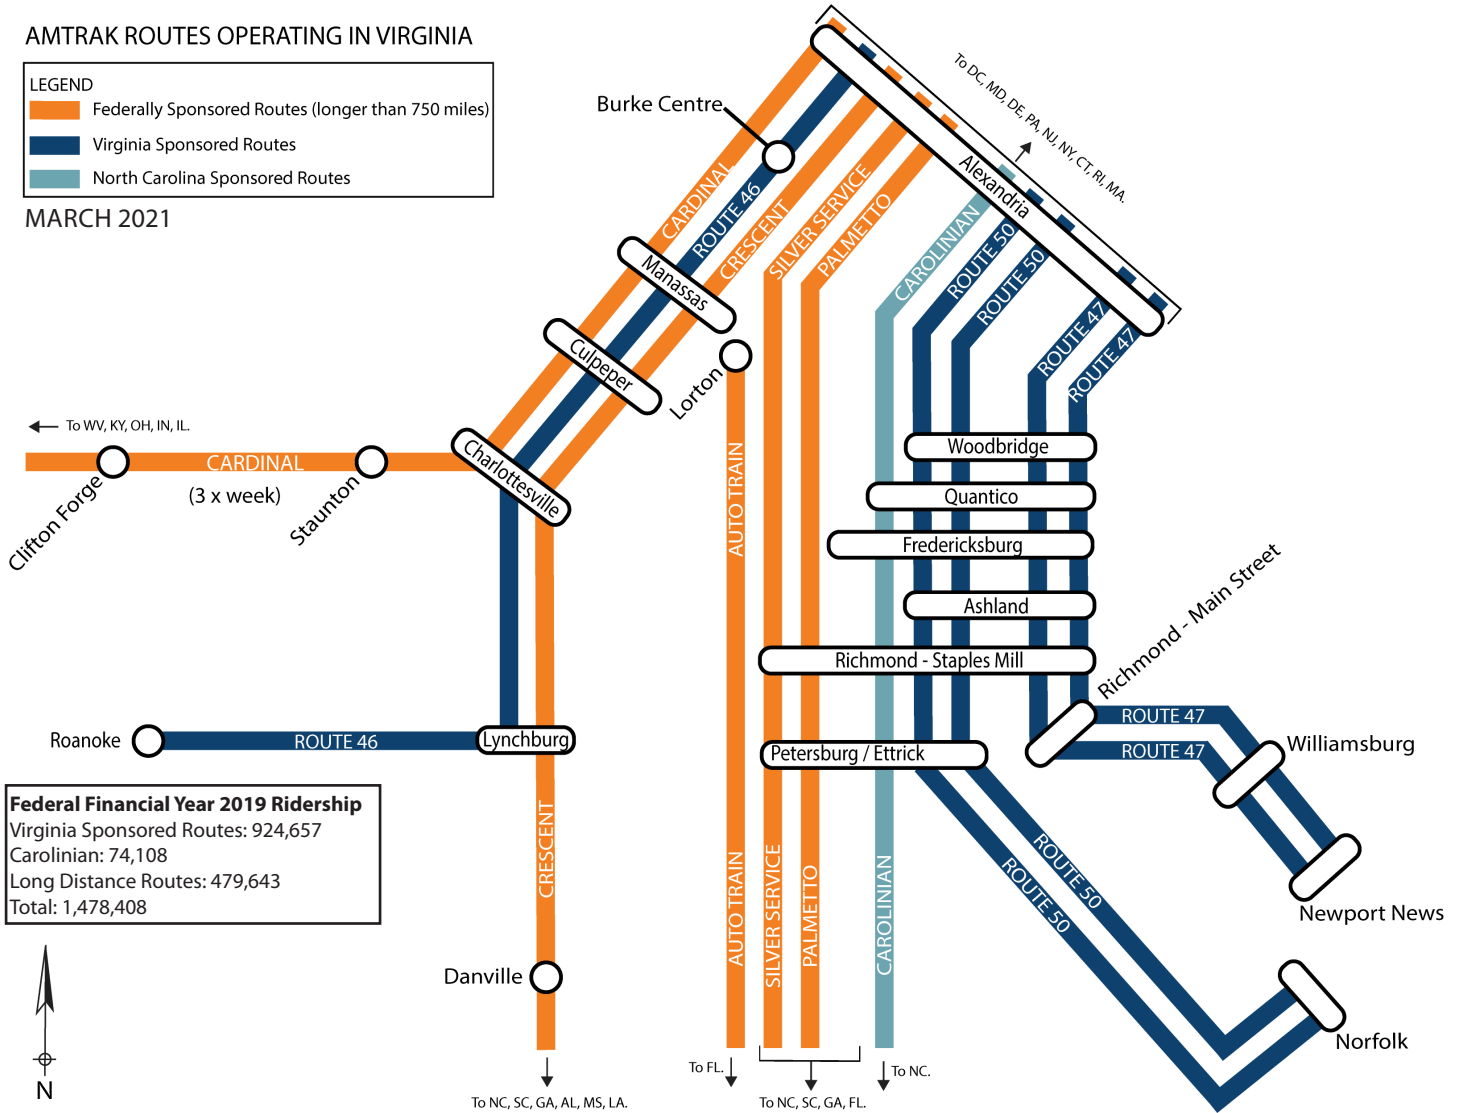 AMTRAK ROUTES OPERATING IN VIRGINIA
LEGEND
Federally Sponsored Routes (longer than 750 miles)
Virginia Sponsored Routes
North Carolina Sponsored Routes
MARCH 2021
Burke Centre
To DC, MD, DE, PA, NJ, NY, CT, RI, MA.
Alexandria
CARDINAL
ROUTE 46
CRESCENT
SILVER SERVICE
PALMETTO
CAROLINIAN
ROUTE 50
ROUTE 50
ROUTE 47
ROUTE 47
Manassas
Culpeper
Lorton
Charlottesville
To WV, KY, OH, IN, IL.
CARDINAL
(3 x week)
Clifton Forge
Staunton
AUTO TRAIN
Woodbridge
Quantico
Fredericksburg
Ashland
Richmond - Staples Mill
Richmond - Main Street
Roanoke
ROUTE 46
Lynchburg
Petersburg / Ettrick
ROUTE 47
ROUTE 47
Williamsburg
Newport News
Federal Financial Year 2019 Ridership
Virginia Sponsored Routes: 924,657
Carolinian: 74,108
Long Distance Routes: 479,643
Total: 1,478,408
CRESCENT
AUTO TRAIN
SILVER SERVICE
PALMETTO
CAROLINIAN
ROUTE 50
ROUTE 50
Danville
Norfolk
N
To NC, SC, GA, AL, MS, LA.
To FL.
To NC, SC, GA, FL.
To NC.